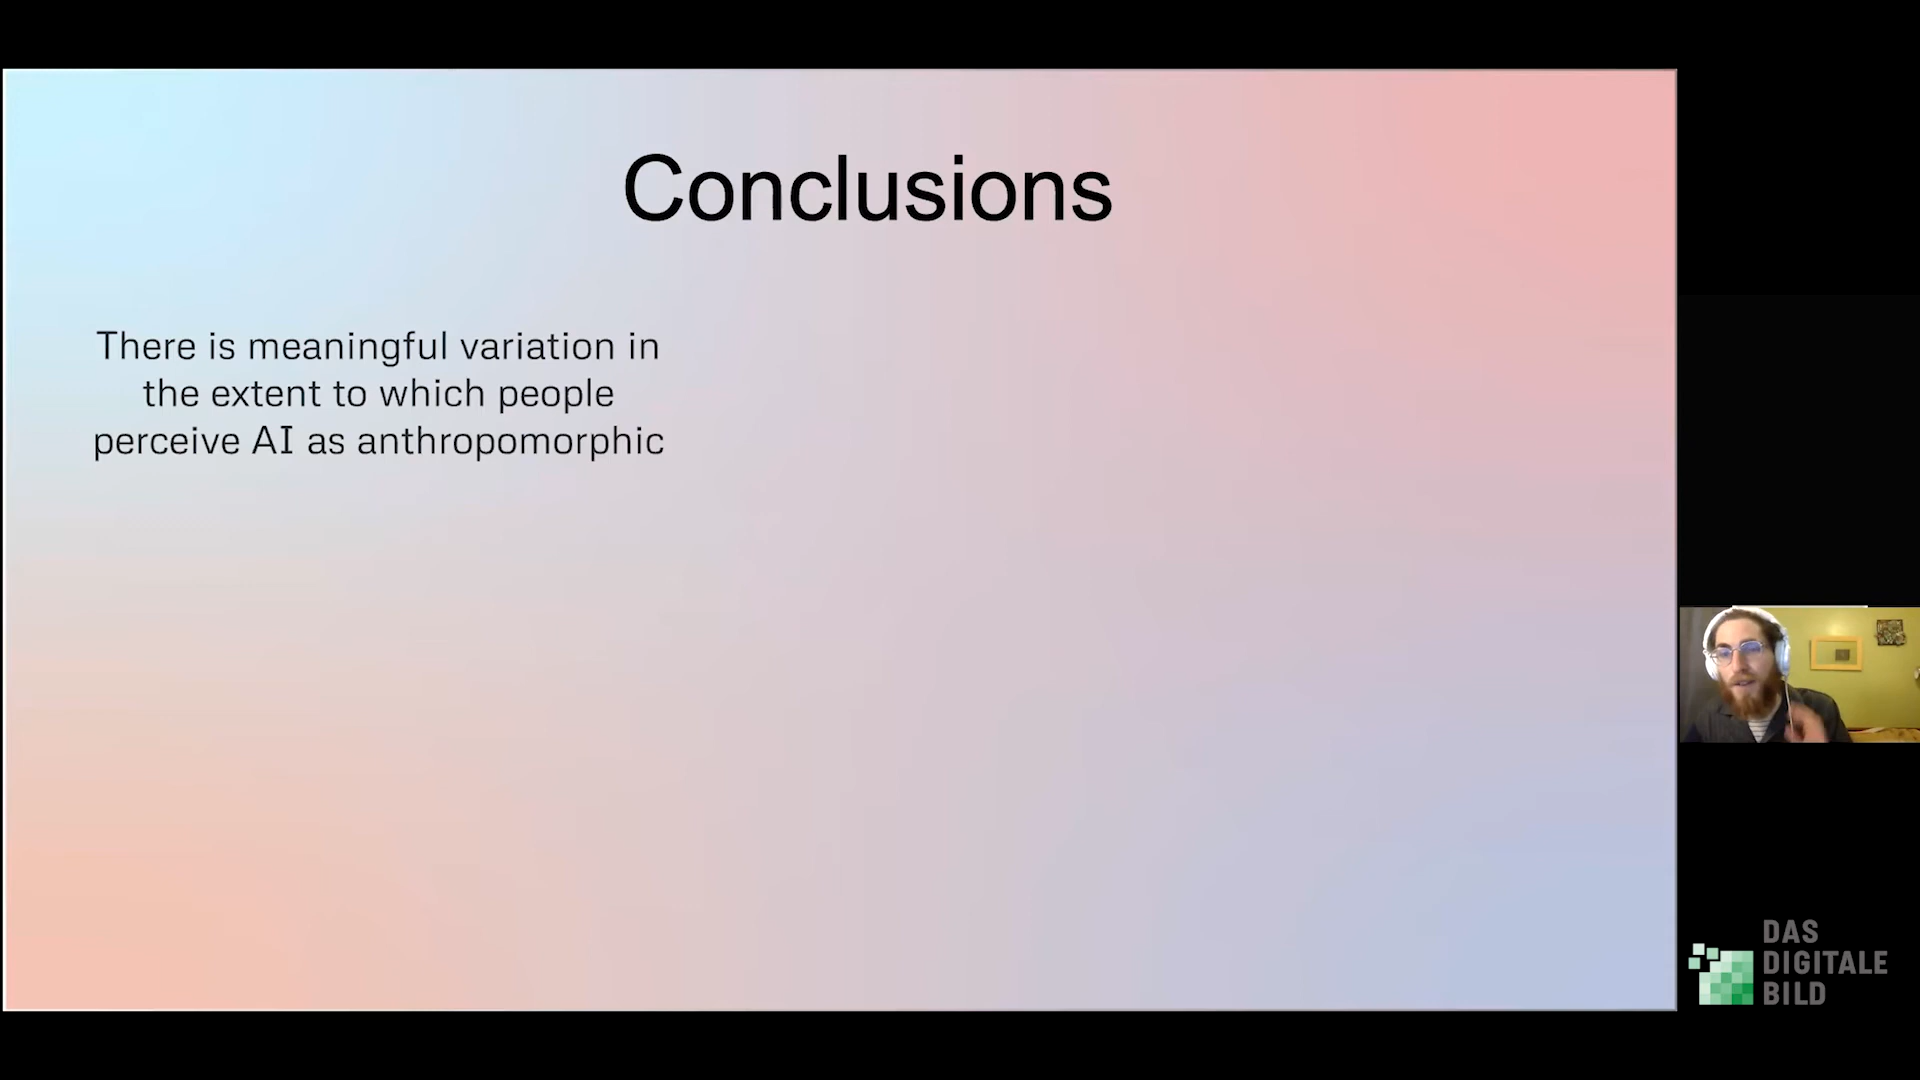 Conclusions
There is meaningful variation in
the extent to which people
perceive AI as anthropomorphic
DAS
DIGITALE
BILD